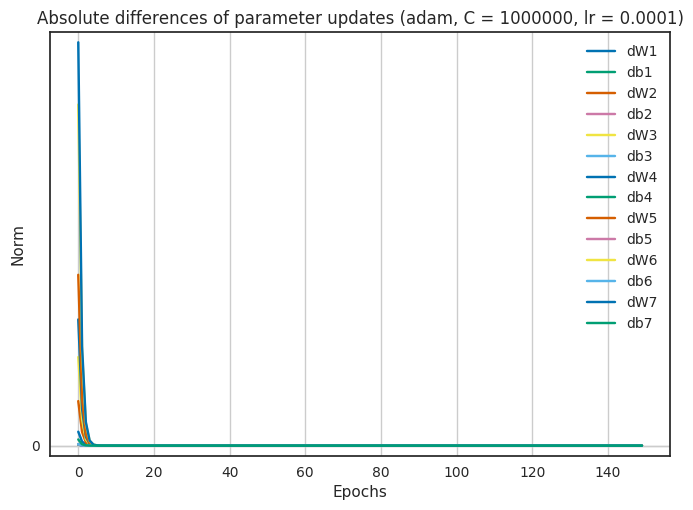 Absolute differences of parameter updates (adam, C = 1000000, lr = 0.0001)
Norm
0
0 20 40 60 80 100 120 140
Epochs
dW1
db1
dW2
db2
dW3
db3
dW4
db4
dW5
db5
dW6
db6
dW7
db7